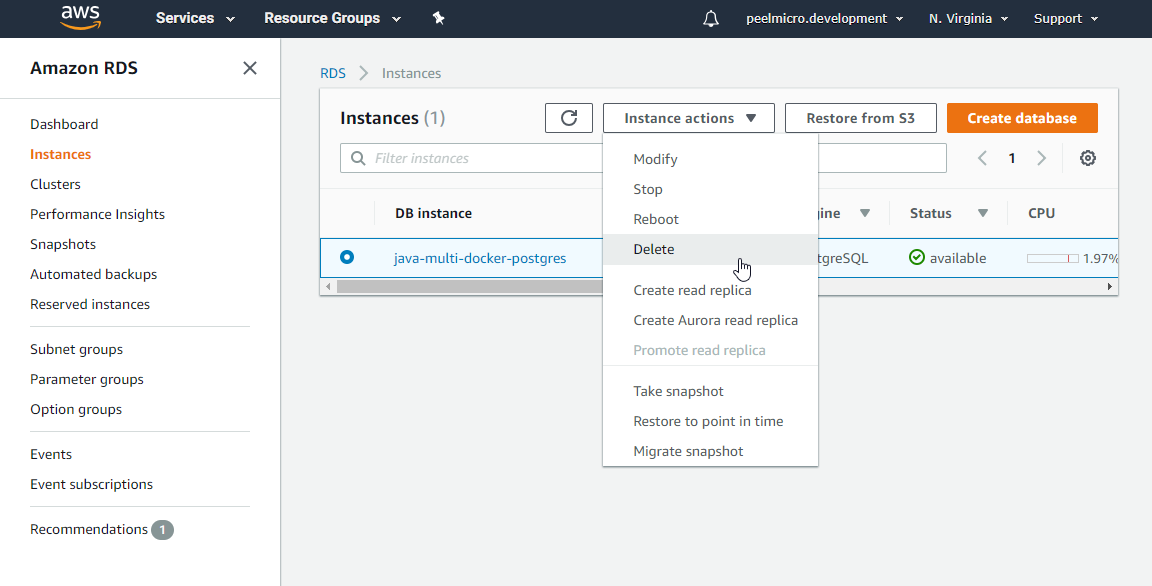 aws Services Resource Groups peelmicro.development N. Virginia Support
Amazon RDS
Dashboard
Instances
Clusters
Performance Insights
Snapshots
Automated backups
Reserved instances
Subnet groups
Parameter groups
Option groups
Events
Event subscriptions
Recommendations 1
RDS Instances
Instances (1) Instance actions Restore from S3 Create database
Filter instances 1
DB instance ine Status CPU
java-multi-docker-postgres tgreSQL available 1.97%
Modify
Stop
Reboot
Delete
Create read replica
Create Aurora read replica
Promote read replica
Take snapshot
Restore to point in time
Migrate snapshot